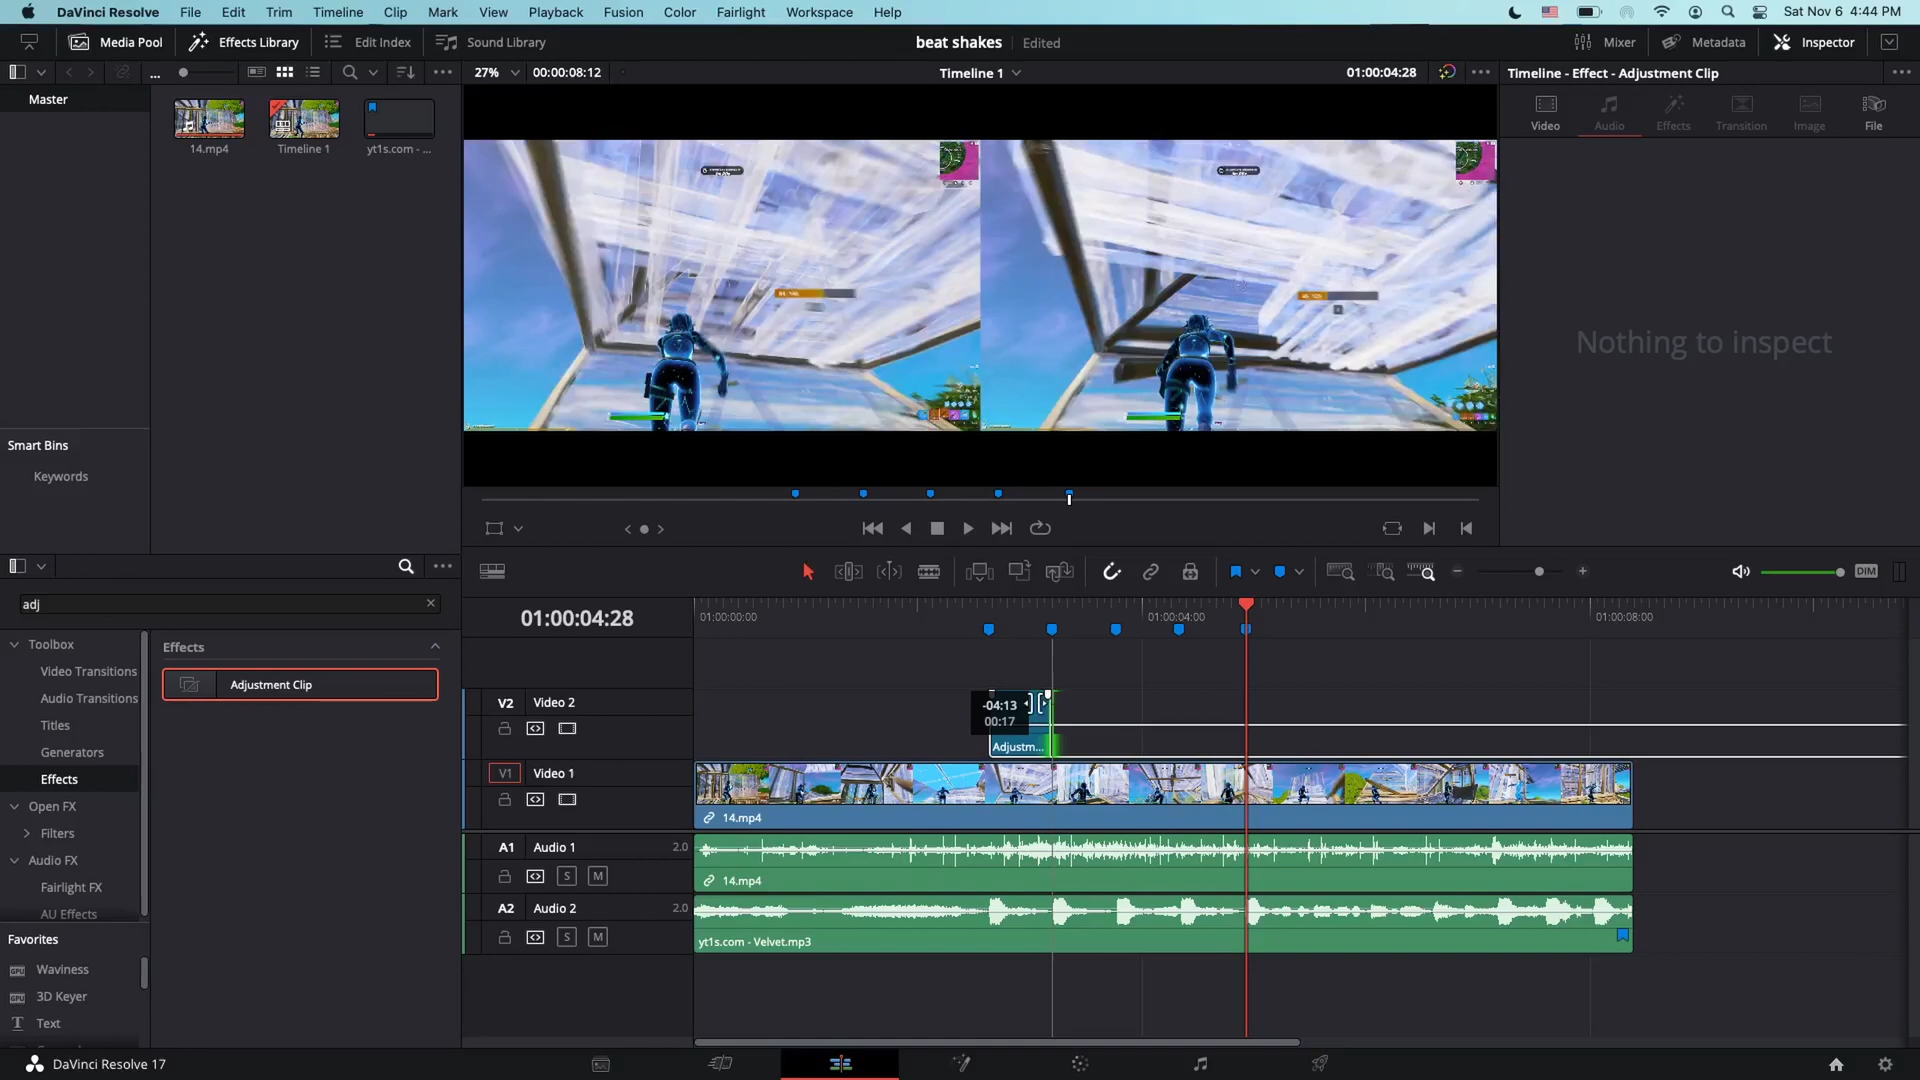 DaVinci Resolve File Edit Trim Timeline Clip Mark View Playback Fusion Color Fairlight Workspace Help Sat Nov 6 4:44 PM
Media Pool Effects Library Edit Index Sound Library beat shakes Edited Mixer Metadata Inspector
... 27% 00:00:08:12 Timeline 1 01:00:04:28 Timeline - Effect - Adjustment Clip
Master
Video Audio Effects Transition Image File
14.mp4 Timeline 1 yt1s.com - ...
Nothing to inspect
Smart Bins
Keywords
adj
DIM
Toolbox
Video Transitions
Audio Transitions
Titles
Generators
Effects
Open FX
Filters
Audio FX
Fairlight FX
AU Effects
Favorites
Waviness
3D Keyer
Text
Effects
Adjustment Clip
01:00:04:28
01:00:00:00 01:00:04:00 01:00:08:00
V2 Video 2
-04:13
00:17
Adjustm...
V1 Video 1
14.mp4
A1 Audio 1 2.0
S M
14.mp4
A2 Audio 2 2.0
S M
yt1s.com - Velvet.mp3
DaVinci Resolve 17